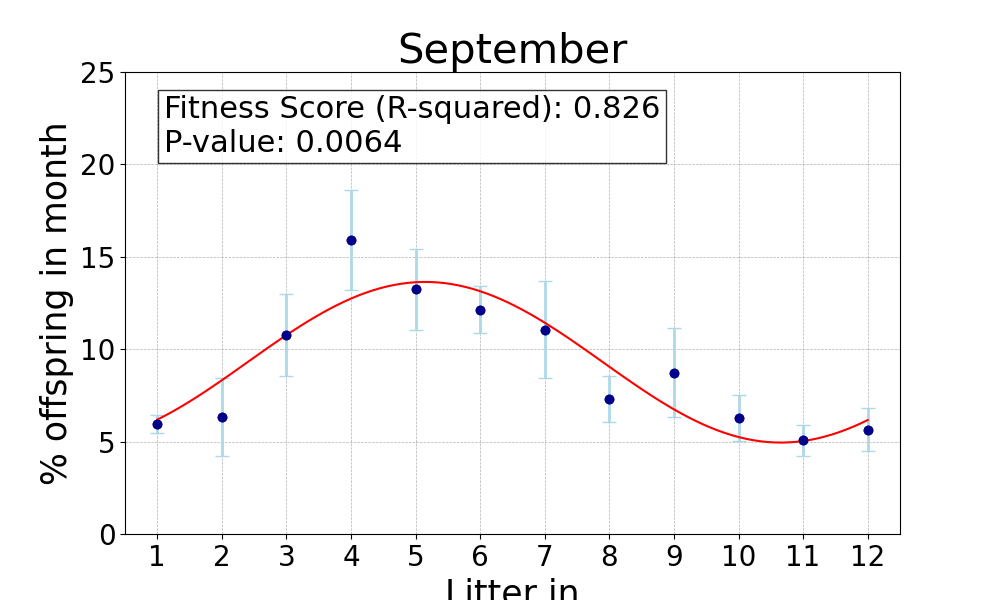 September
Fitness Score (R-squared): 0.826
P-value: 0.0064
% offspring in month
25
20
15
10
5
0
1 2 3 4 5 6 7 8 9 10 11 12
Litter in